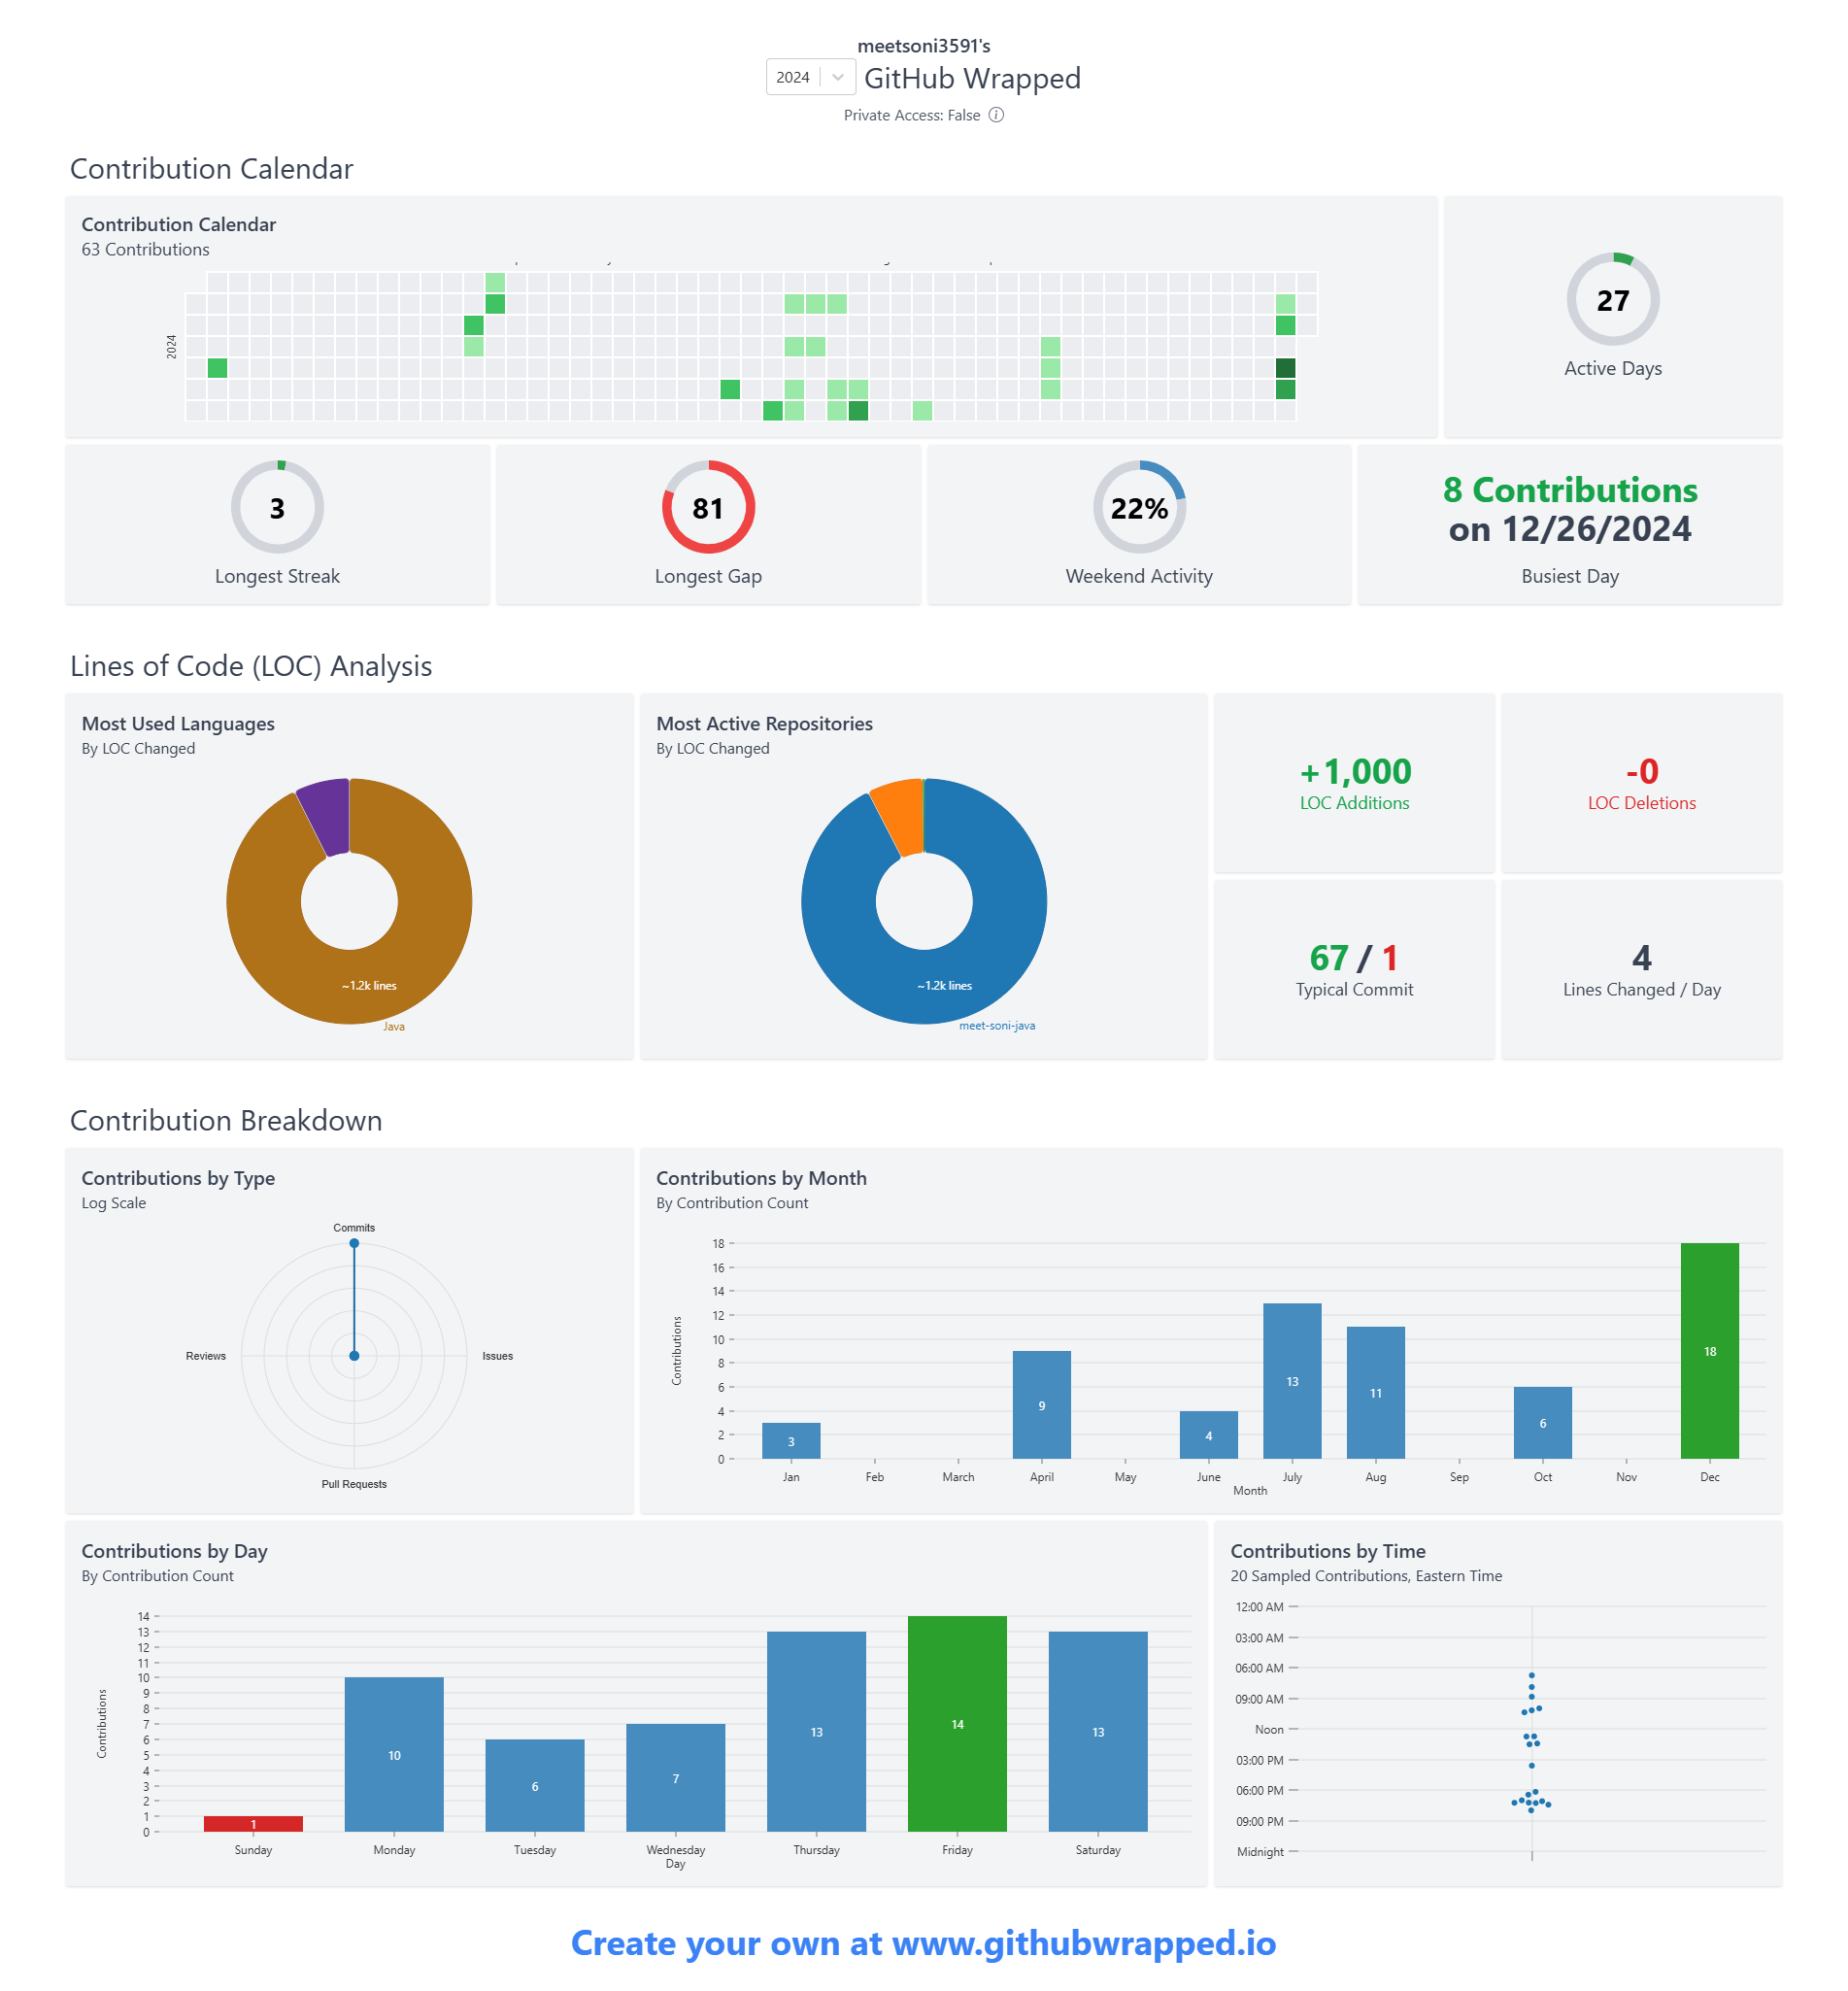 meetsoni3591's
2024 GitHub Wrapped
Private Access: False
Contribution Calendar
Contribution Calendar
63 Contributions
2024
27
Active Days
3
Longest Streak
81
Longest Gap
22%
Weekend Activity
8 Contributions
on 12/26/2024
Busiest Day
Lines of Code (LOC) Analysis
Most Used Languages
By LOC Changed
~1.2k lines
Java
Most Active Repositories
By LOC Changed
~1.2k lines
meet-soni-java
+1,000
LOC Additions
-0
LOC Deletions
67 / 1
Typical Commit
4
Lines Changed / Day
Contribution Breakdown
Contributions by Type
Log Scale
Commits
Reviews
Issues
Pull Requests
Contributions by Month
By Contribution Count
Contributions
18
16
14
12
10
8
6
4
2
0
3
9
4
13
11
6
18
Jan Feb March April May June July Aug Sep Oct Nov Dec
Month
Contributions by Day
By Contribution Count
Contributions
14
13
12
11
10
9
8
7
6
5
4
3
2
1
0
1
10
6
7
13
14
13
Sunday Monday Tuesday Wednesday Thursday Friday Saturday
Day
Contributions by Time
20 Sampled Contributions, Eastern Time
12:00 AM
03:00 AM
06:00 AM
09:00 AM
Noon
03:00 PM
06:00 PM
09:00 PM
Midnight
Create your own at www.githubwrapped.io